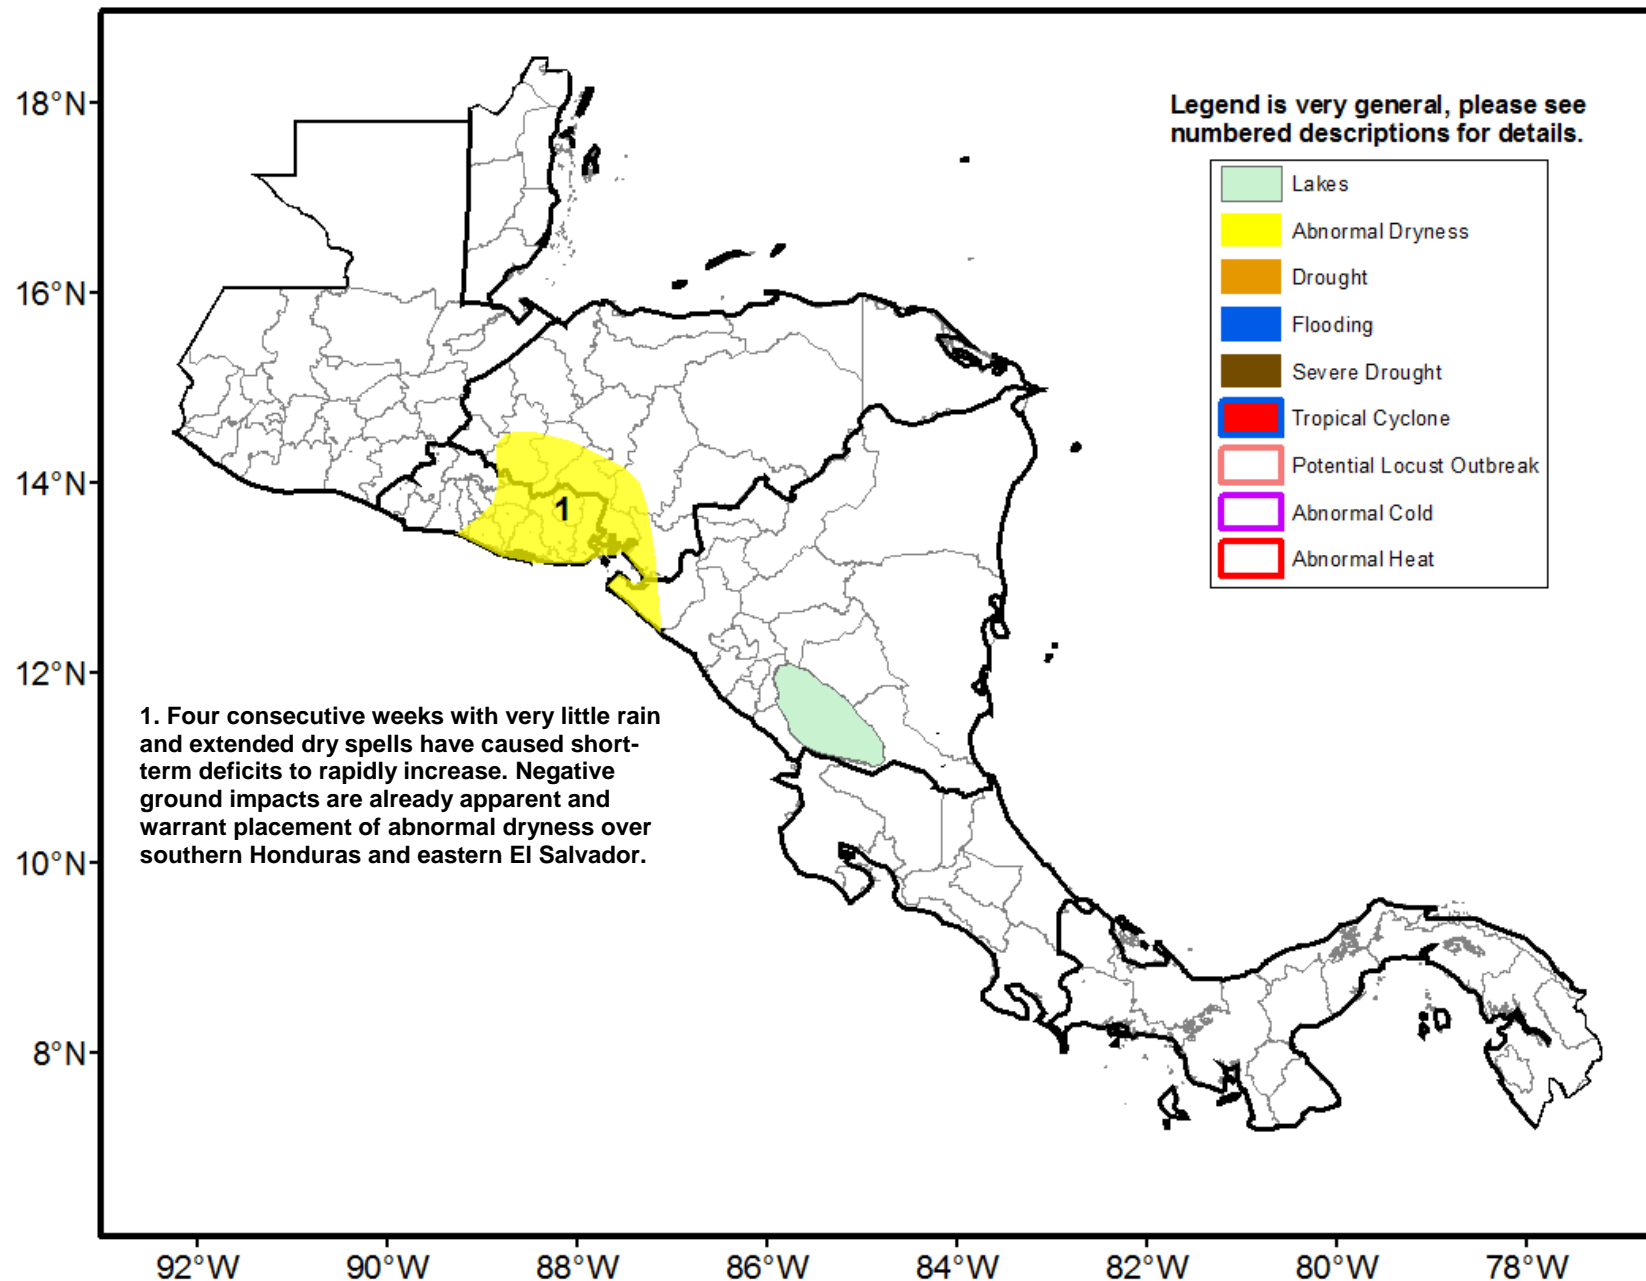 18°N
16°N
14°N
12°N
10°N
8°N
Legend is very general, please see
numbered descriptions for details.
Lakes
Abnormal Dryness
Drought
Flooding
Severe Drought
Tropical Cyclone
Potential Locust Outbreak
Abnormal Cold
Abnormal Heat
1
1. Four consecutive weeks with very little rain
and extended dry spells have caused short-
term deficits to rapidly increase. Negative
ground impacts are already apparent and
warrant placement of abnormal dryness over
southern Honduras and eastern El Salvador.
92°W 90°W 88°W 86°W 84°W 82°W 80°W 78°W